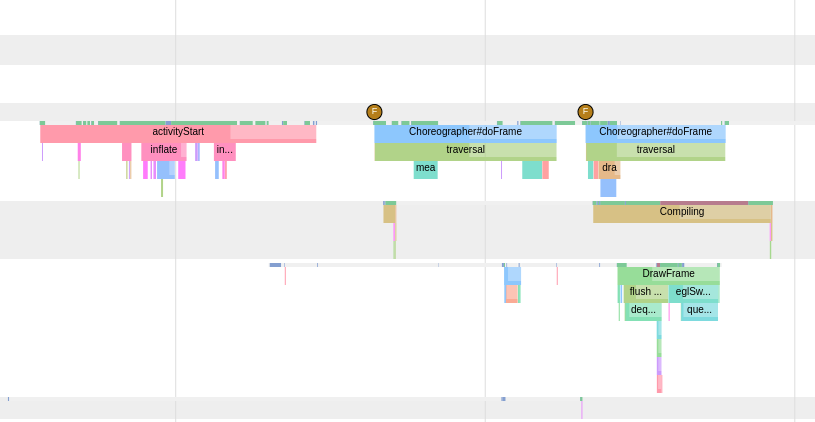 F F
activityStart Choreographer#doFrame Choreographer#doFrame
inflate in... traversal traversal
mea dra
Compiling
DrawFrame
flush ... eglSw...
deq... que...